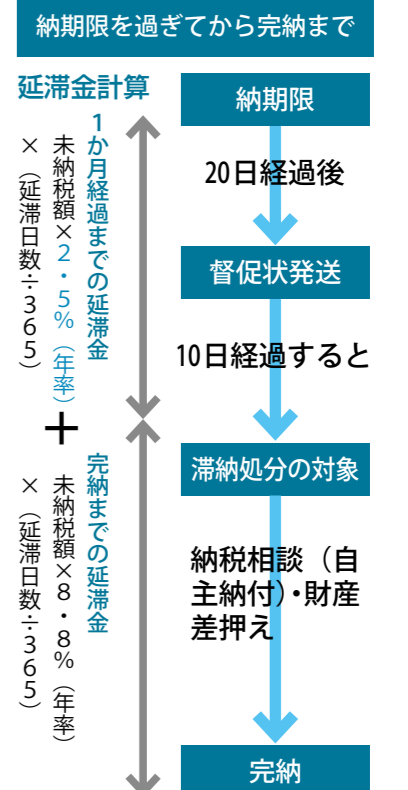 納期限を過ぎてから完納まで
延滞金計算
1か月経過までの延滞金
未納税額×2・5%（年率）
×（延滞日数÷365）
＋
完納までの延滞金
未納税額×8・8%（年率）
×（延滞日数÷365）
納期限
20日経過後
督促状発送
10日経過すると
滞納処分の対象
納税相談（自
主納付）・財産
差押え
完納